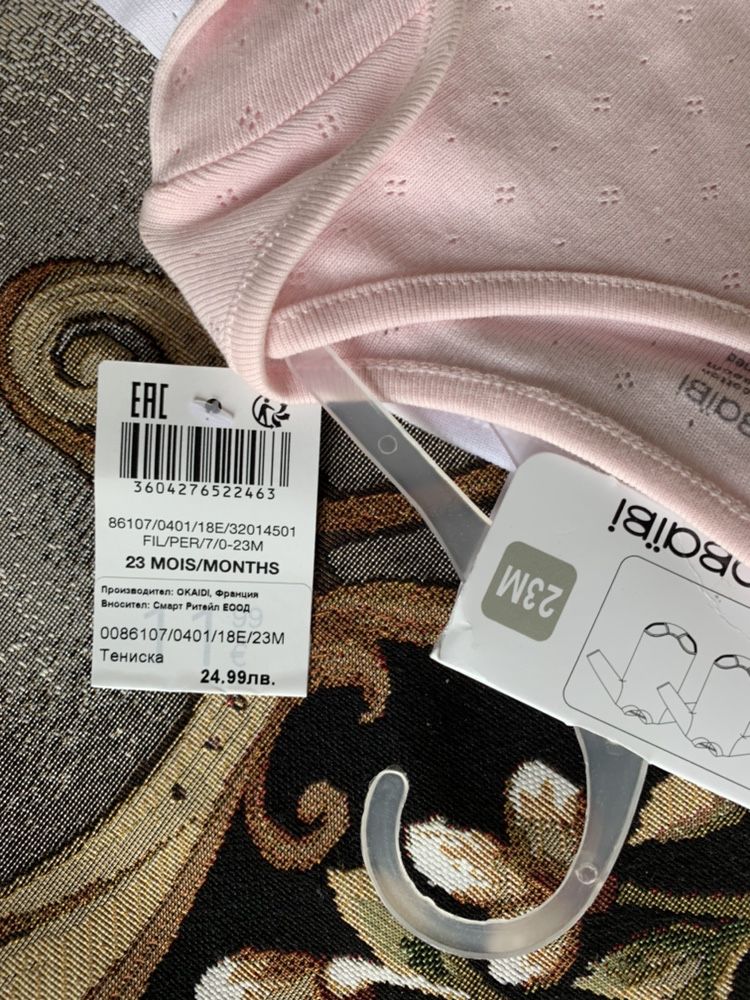 EAC
3604276522463
86107/0401/18E/32014501
FIL/PER/7/0-23M
23 MOIS/MONTHS
Производител: OKAIDI, Франция
Вносител: Смарт Ритейл ЕООД
0086107/0401/18E/23M
Тениска
24.99лв.
obaïbi
23M